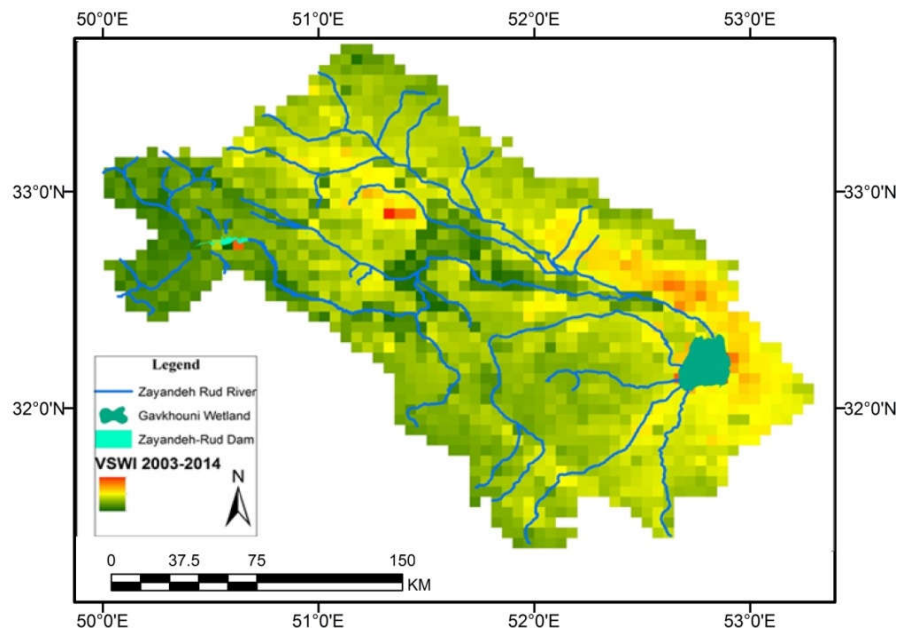 50°0'E 51°0'E 52°0'E 53°0'E
33°0'N 33°0'N
32°0'N 32°0'N
Legend
Zayandeh Rud River
Gavkhouni Wetland
Zayandeh-Rud Dam
VSWI 2003-2014
N
0 37.5 75 150
KM
50°0'E 51°0'E 52°0'E 53°0'E